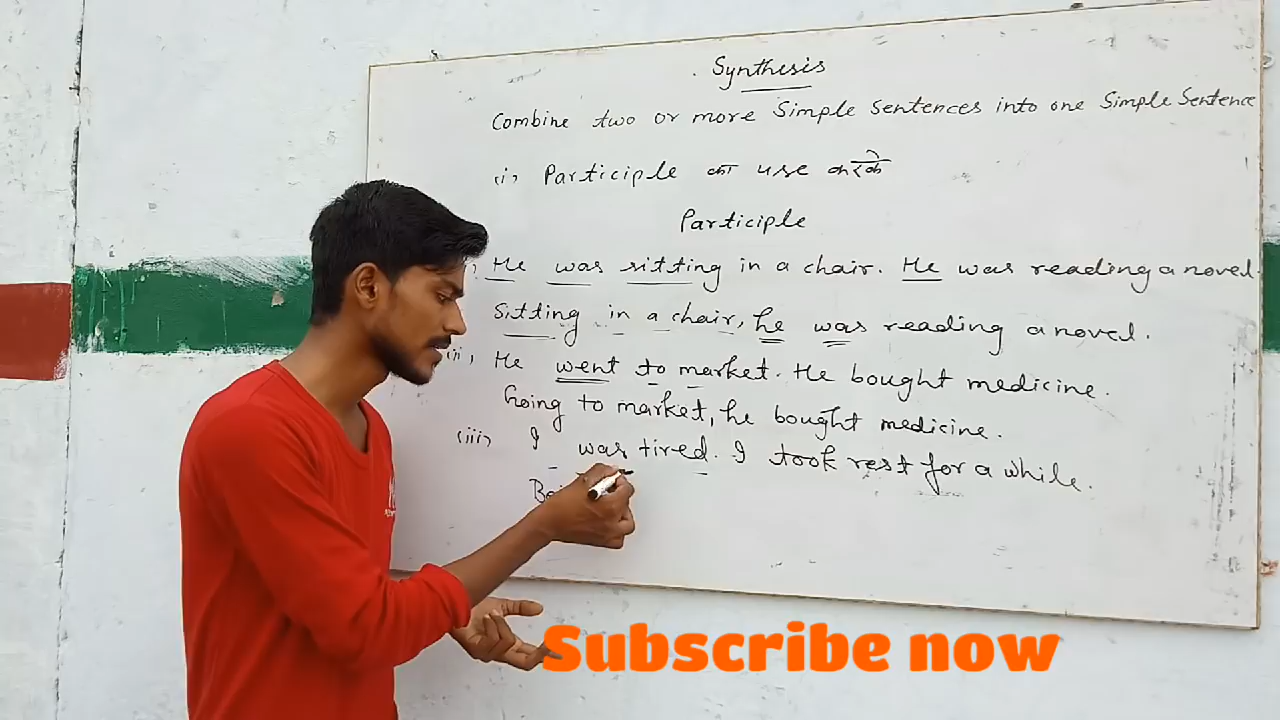 Synthesis
Combine two or more Simple Sentences into one Simple Sentence
(i) Participle का use करके
Participle
He was sitting in a chair. He was reading a novel.
Sitting in a chair, he was reading a novel.
(ii) He went to market. He bought medicine.
Going to market, he bought medicine.
(iii) I was tired. I took rest for a while.
Subscribe now